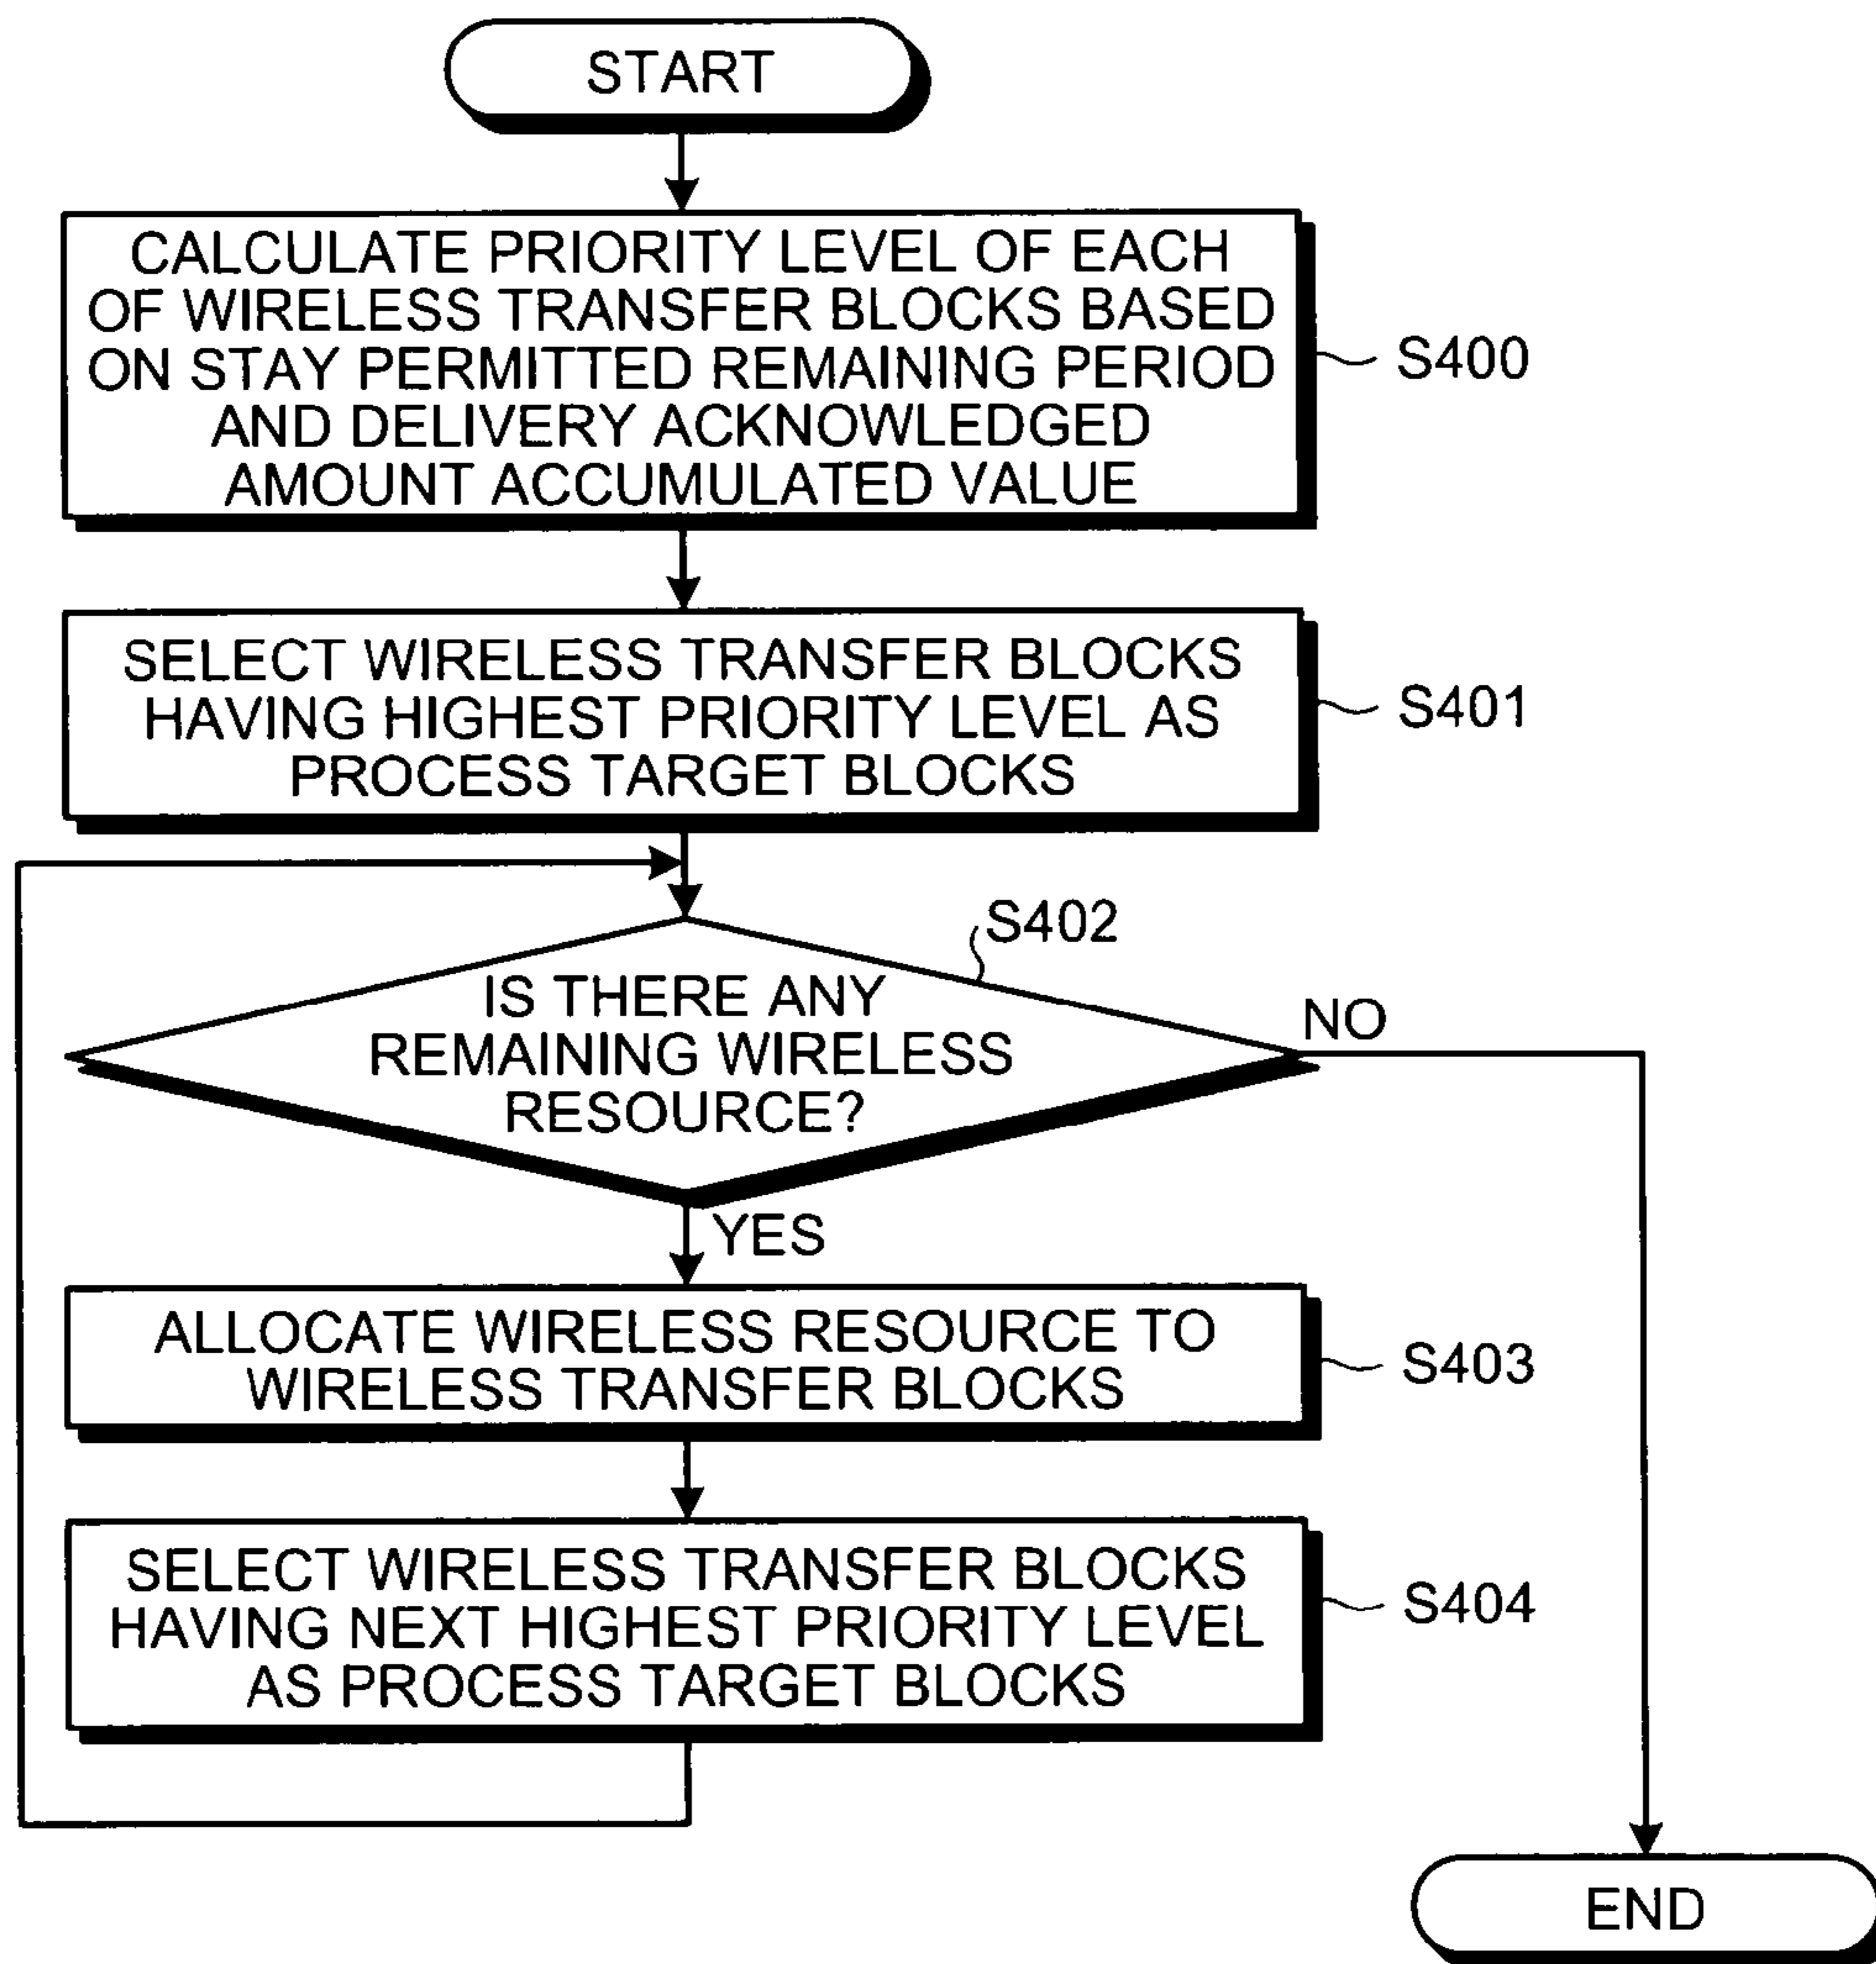 START
CALCULATE PRIORITY LEVEL OF EACH
OF WIRELESS TRANSFER BLOCKS BASED
ON STAY PERMITTED REMAINING PERIOD
AND DELIVERY ACKNOWLEDGED
AMOUNT ACCUMULATED VALUE
S400
SELECT WIRELESS TRANSFER BLOCKS
HAVING HIGHEST PRIORITY LEVEL AS
PROCESS TARGET BLOCKS
S401
S402
IS THERE ANY
REMAINING WIRELESS
RESOURCE?
NO
YES
ALLOCATE WIRELESS RESOURCE TO
WIRELESS TRANSFER BLOCKS
S403
SELECT WIRELESS TRANSFER BLOCKS
HAVING NEXT HIGHEST PRIORITY LEVEL
AS PROCESS TARGET BLOCKS
S404
END